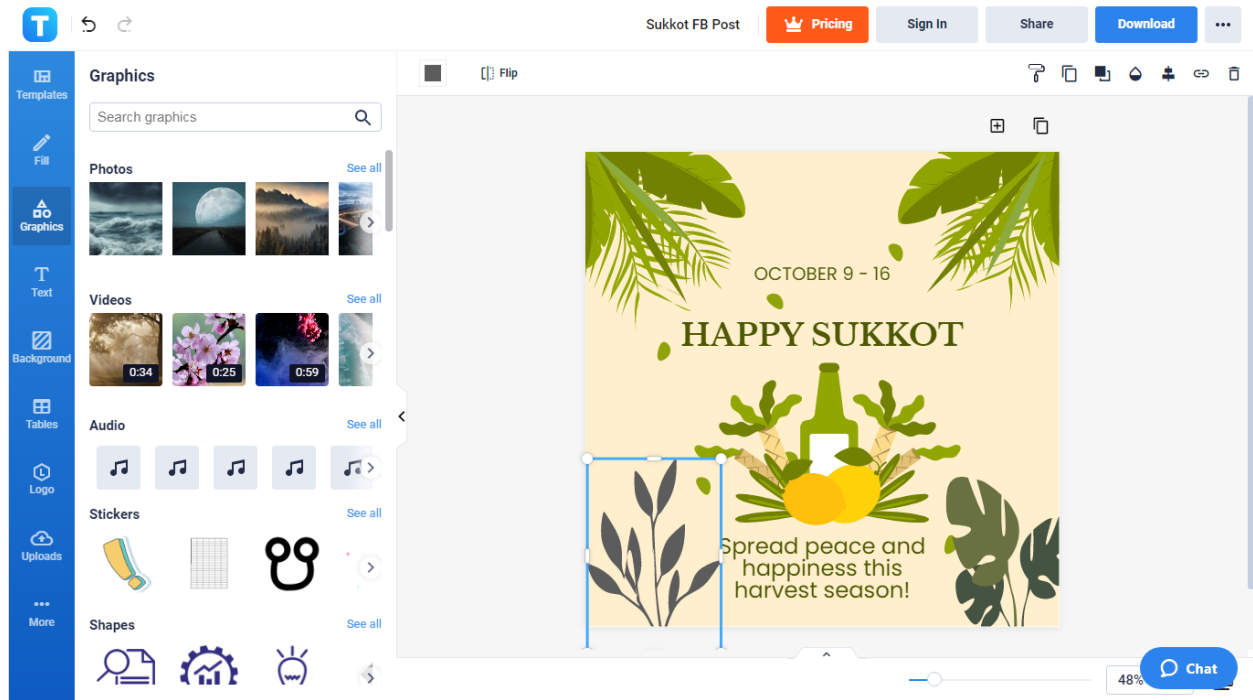 T
Sukkot FB Post
Pricing
Sign In
Share
Download
Templates
Fill
Graphics
Text
Background
Tables
Logo
Uploads
More
Graphics
Search graphics
Photos
See all
Videos
See all
0:34
0:25
0:59
Audio
See all
Stickers
See all
Shapes
See all
Flip
OCTOBER 9 - 16
HAPPY SUKKOT
Spread peace and
happiness this
harvest season!
48%
Chat